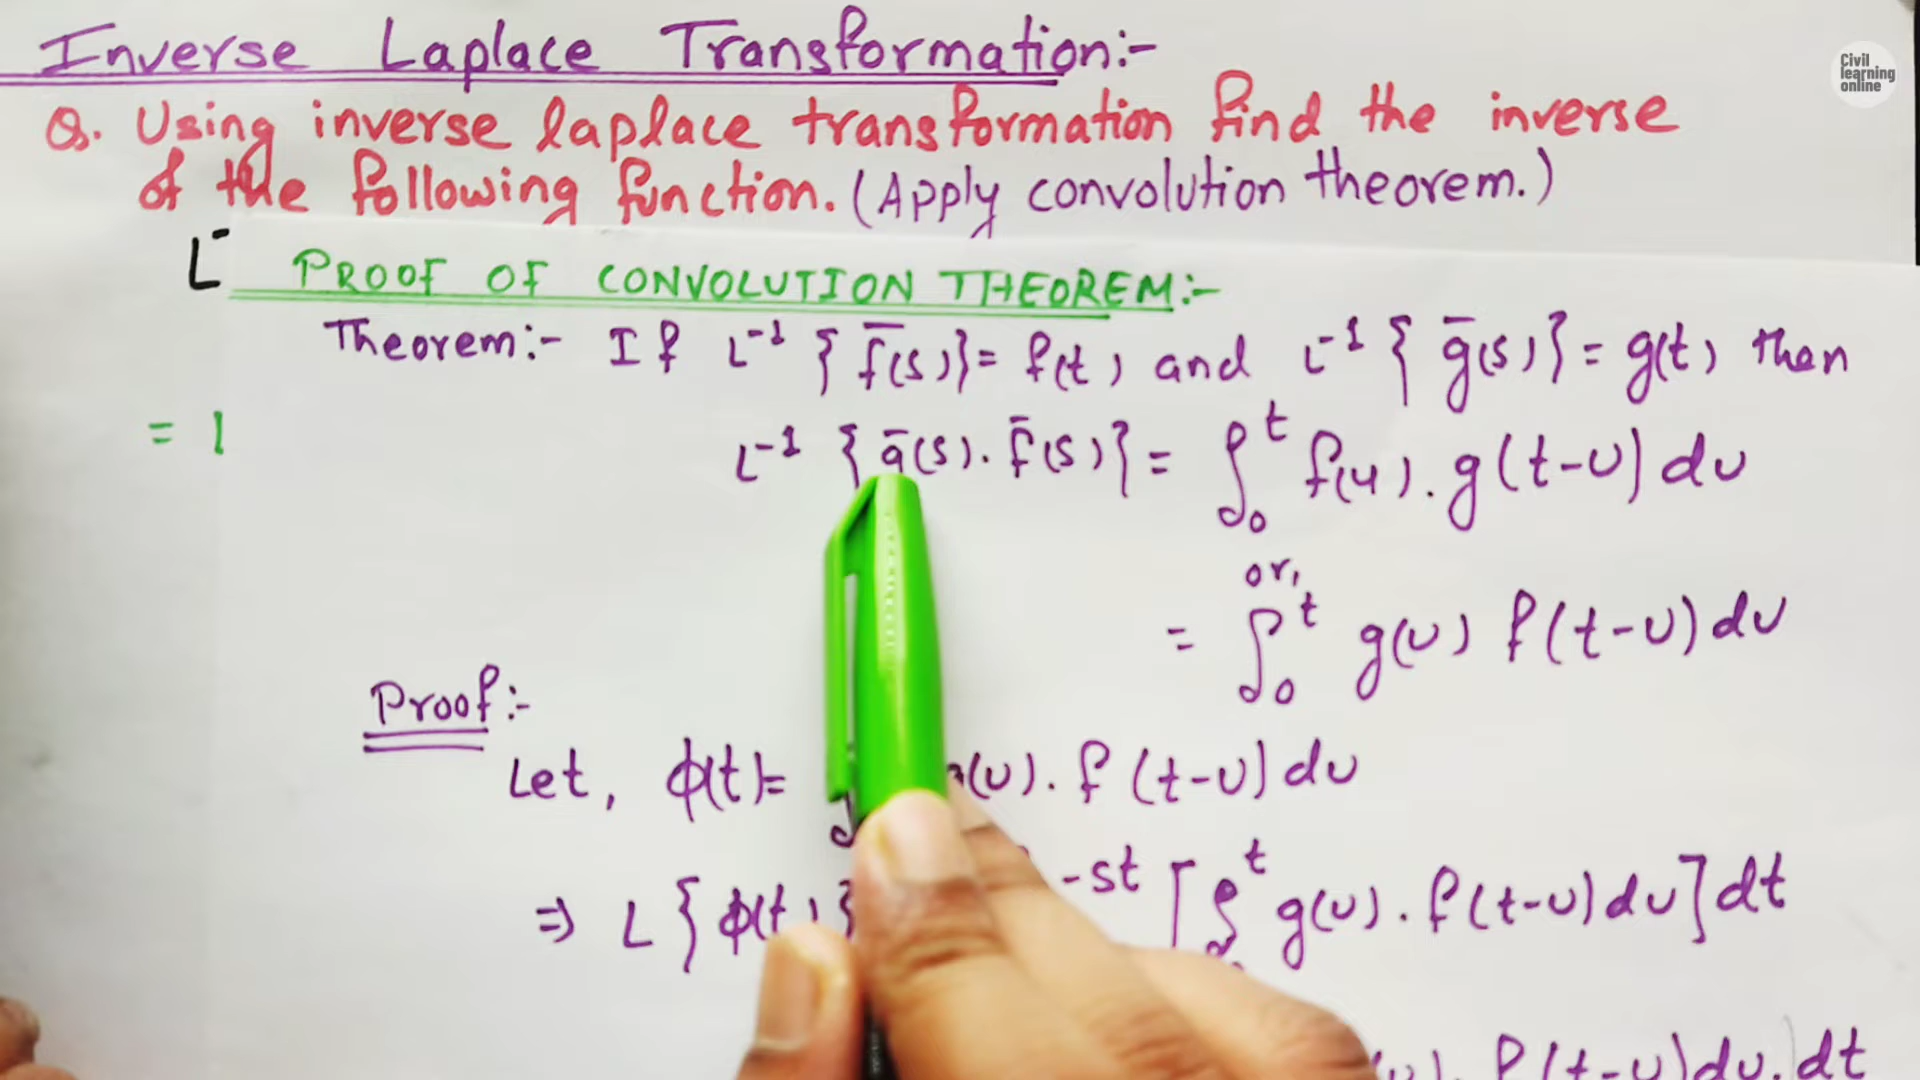 Inverse Laplace Transformation:-
Civil
learning
online
Q. Using inverse laplace transformation find the inverse
of the following function. (Apply convolution theorem.)
L⁻
PROOF OF CONVOLUTION THEOREM:-
Theorem:- If L⁻¹ { f̄(s)} = f(t) and L⁻¹ { ḡ(s)} = g(t) then
= 1
L⁻¹ { ḡ(s). f̄(s)} = ∫₀ᵗ f(u). g(t-u) du
or,
= ∫₀ᵗ g(u) f(t-u) du
Proof:-
Let, φ(t)= (u). f(t-u) du
⇒ L{φ(t)} -st [∫ᵗ g(u). f(t-u) du] dt
f(t-u) du. dt